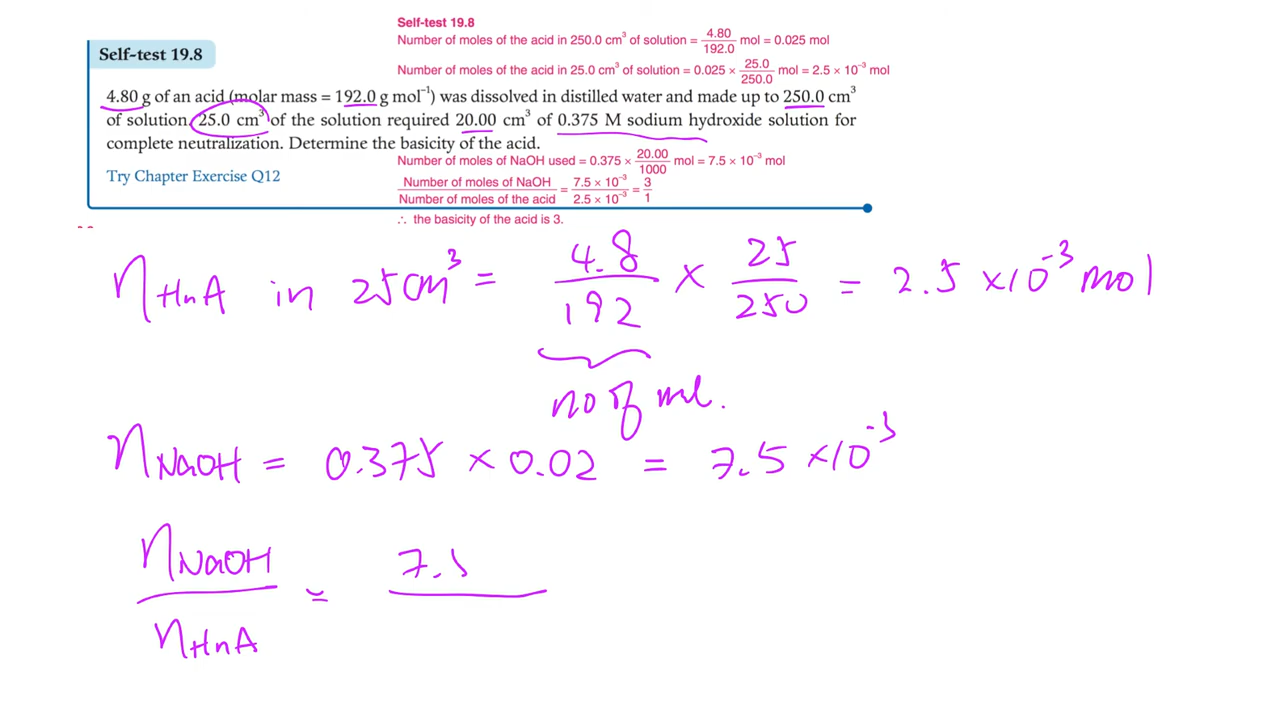 Self-test 19.8
Number of moles of the acid in 250.0 cm³ of solution = 4.80/192.0 mol = 0.025 mol
Self-test 19.8
Number of moles of the acid in 25.0 cm³ of solution = 0.025 × 25.0/250.0 mol = 2.5 × 10⁻³ mol
4.80 g of an acid (molar mass = 192.0 g mol⁻¹) was dissolved in distilled water and made up to 250.0 cm³
of solution. 25.0 cm³ of the solution required 20.00 cm³ of 0.375 M sodium hydroxide solution for
complete neutralization. Determine the basicity of the acid.
Number of moles of NaOH used = 0.375 × 20.00/1000 mol = 7.5 × 10⁻³ mol
Try Chapter Exercise Q12
Number of moles of NaOH/Number of moles of the acid = 7.5 × 10⁻³/2.5 × 10⁻³ = 3/1
∴ the basicity of the acid is 3.
nHnA in 25cm³ = 4.8/192 × 25/250 = 2.5 ×10⁻³ mol
no of ml.
nNaOH = 0.375 × 0.02 = 7.5 ×10⁻³
nNaOH/nHnA = 7.5